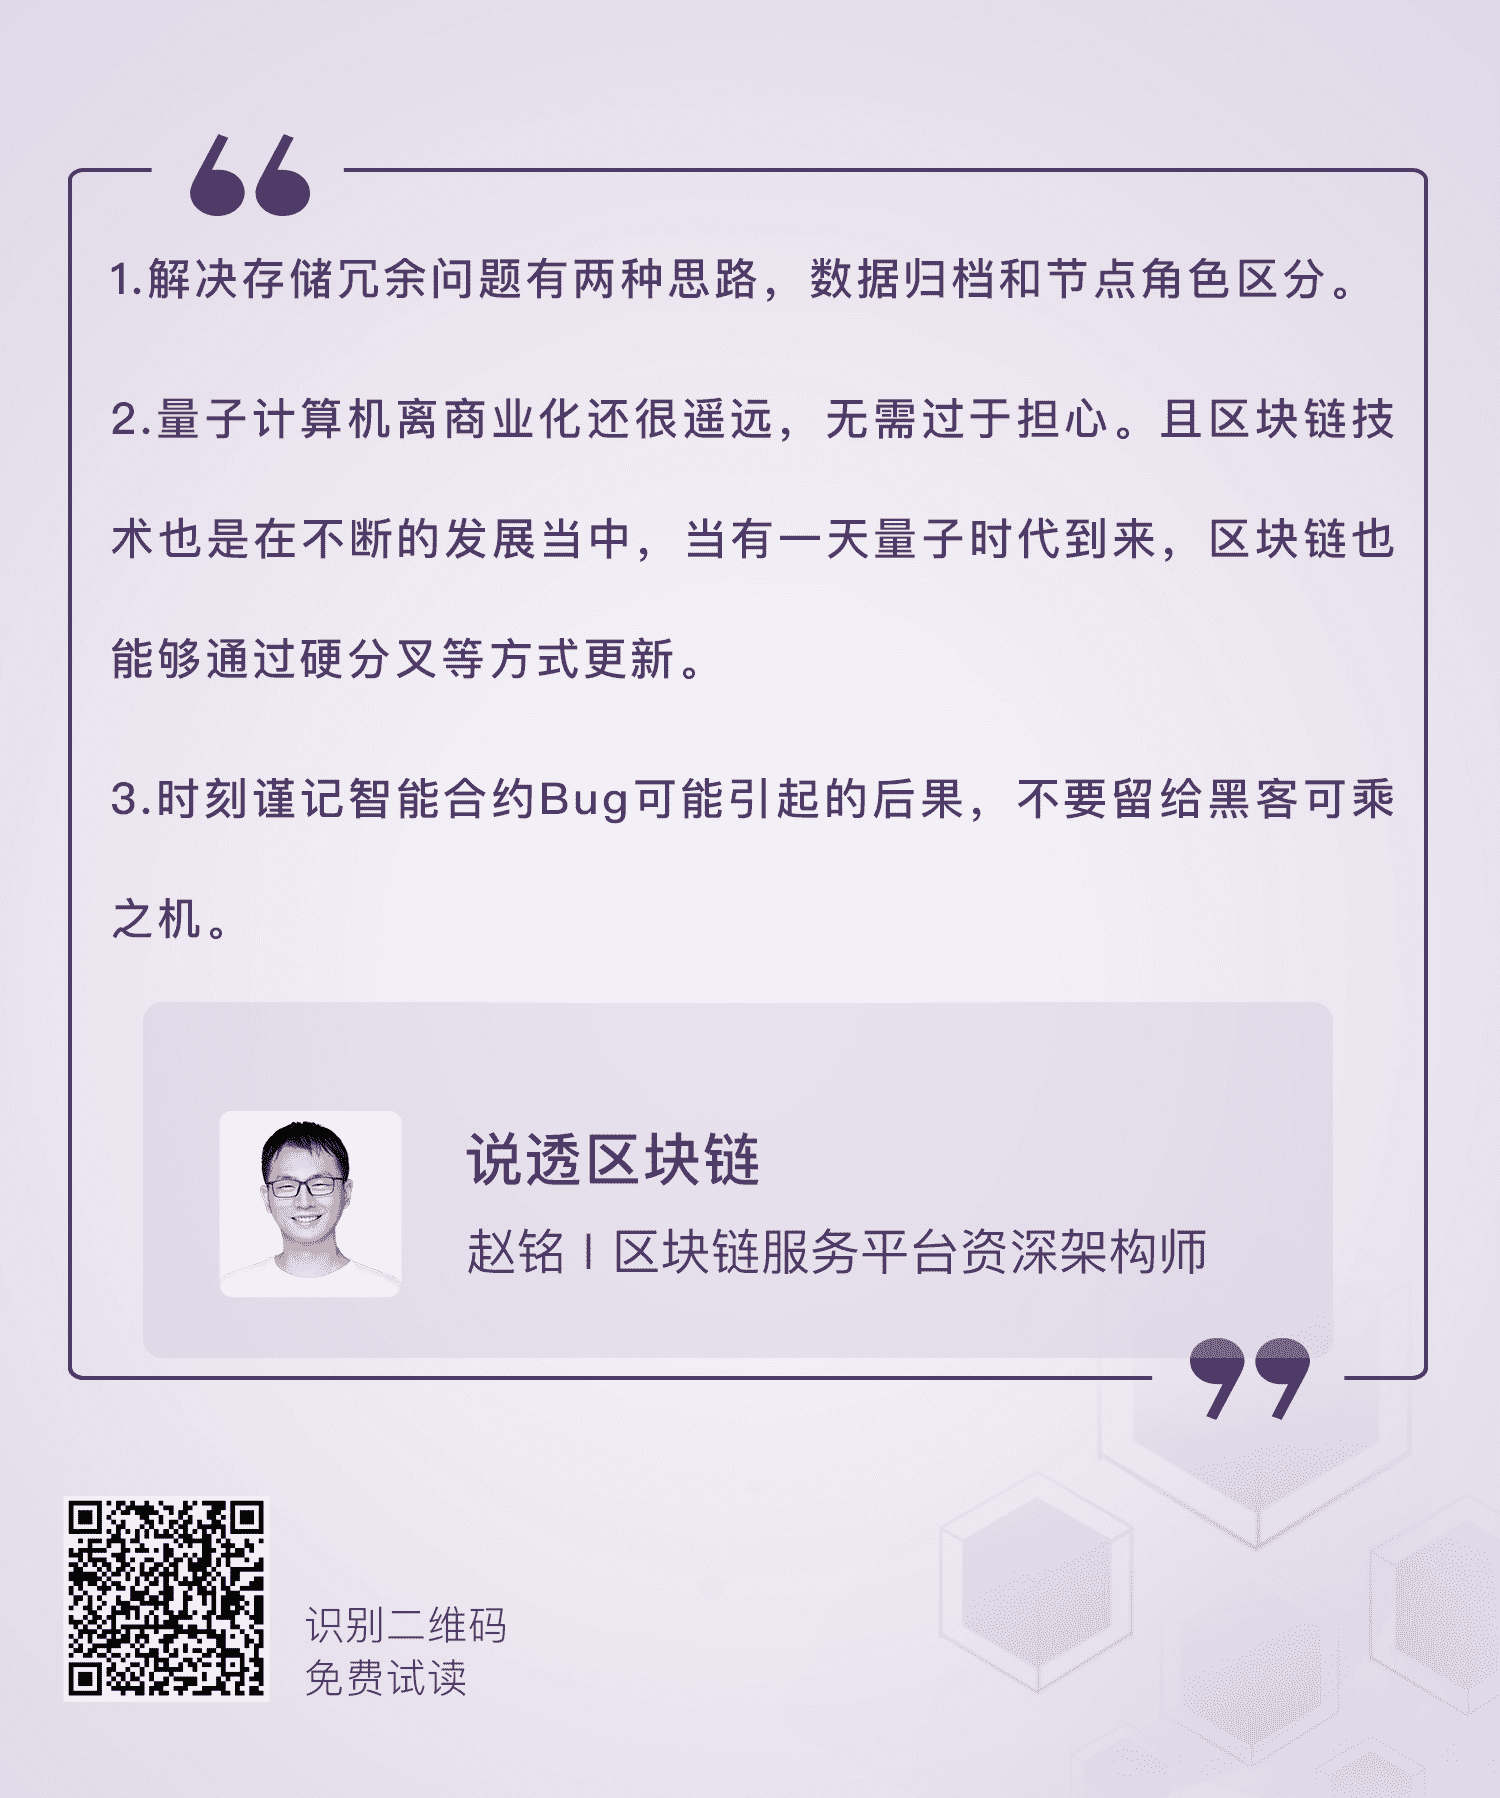 1.解决存储冗余问题有两种思路，数据归档和节点角色区分。
2.量子计算机离商业化还很遥远，无需过于担心。且区块链技
术也是在不断的发展当中，当有一天量子时代到来，区块链也
能够通过硬分叉等方式更新。
3.时刻谨记智能合约Bug可能引起的后果，不要留给黑客可乘
之机。
说透区块链
赵铭 | 区块链服务平台资深架构师
识别二维码
免费试读